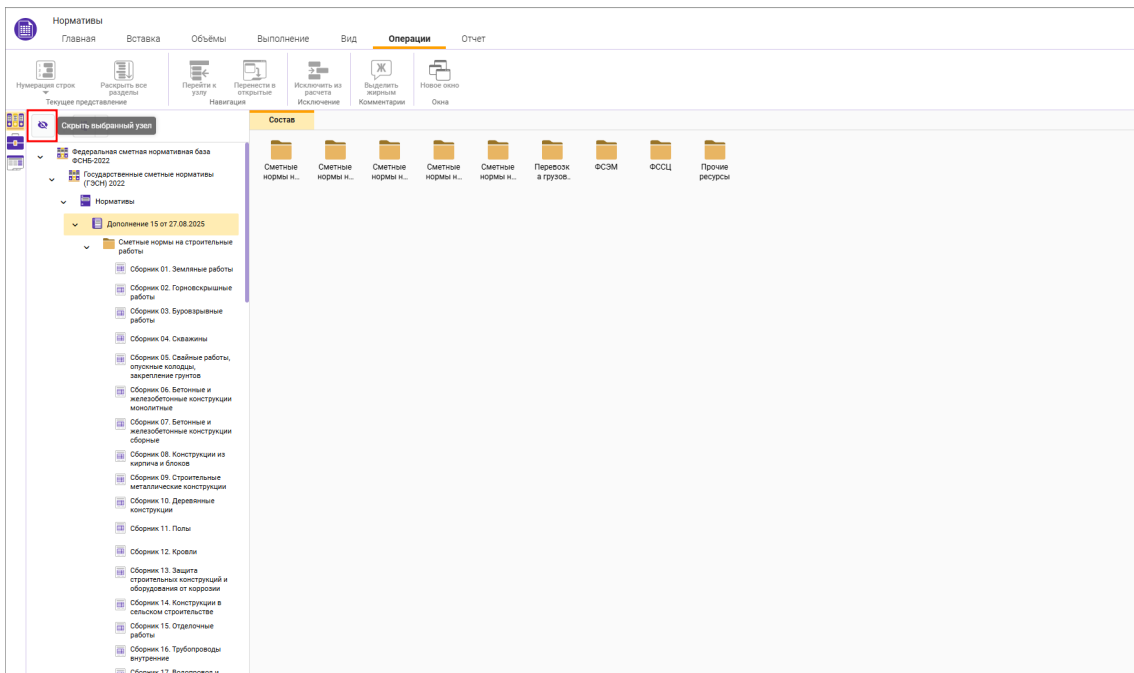 Нормативы
Главная Вставка Объёмы Выполнение Вид Операции Отчет
Нумерация строк
Раскрыть все разделы
Перейти к узлу
Перенести в открытые
Исключить из расчета
Выделить жирным
Новое окно
Текущее представление
Навигация
Исключение
Комментарии
Окна
Скрыть выбранный узел
Состав
Федеральная сметная нормативная база
ФСНБ-2022
Государственные сметные нормативы
(ГЭСН) 2022
Нормативы
Дополнение 15 от 27.08.2025
Сметные нормы на строительные
работы
Сборник 01. Земляные работы
Сборник 02. Горновскрышные
работы
Сборник 03. Буровзрывные
работы
Сборник 04. Скважины
Сборник 05. Свайные работы,
опускные колодцы,
закрепление грунтов
Сборник 06. Бетонные и
железобетонные конструкции
монолитные
Сборник 07. Бетонные и
железобетонные конструкции
сборные
Сборник 08. Конструкции из
кирпича и блоков
Сборник 09. Строительные
металлические конструкции
Сборник 10. Деревянные
конструкции
Сборник 11. Полы
Сборник 12. Кровли
Сборник 13. Защита
строительных конструкций и
оборудования от коррозии
Сборник 14. Конструкции в
сельском строительстве
Сборник 15. Отделочные
работы
Сборник 16. Трубопроводы
внутренние
Сборник 17. Водопровод и
Сметные
нормы н...
Сметные
нормы н...
Сметные
нормы н...
Сметные
нормы н...
Сметные
нормы н...
Перевозк
а грузов..
ФСЭМ
ФССЦ
Прочие
ресурсы